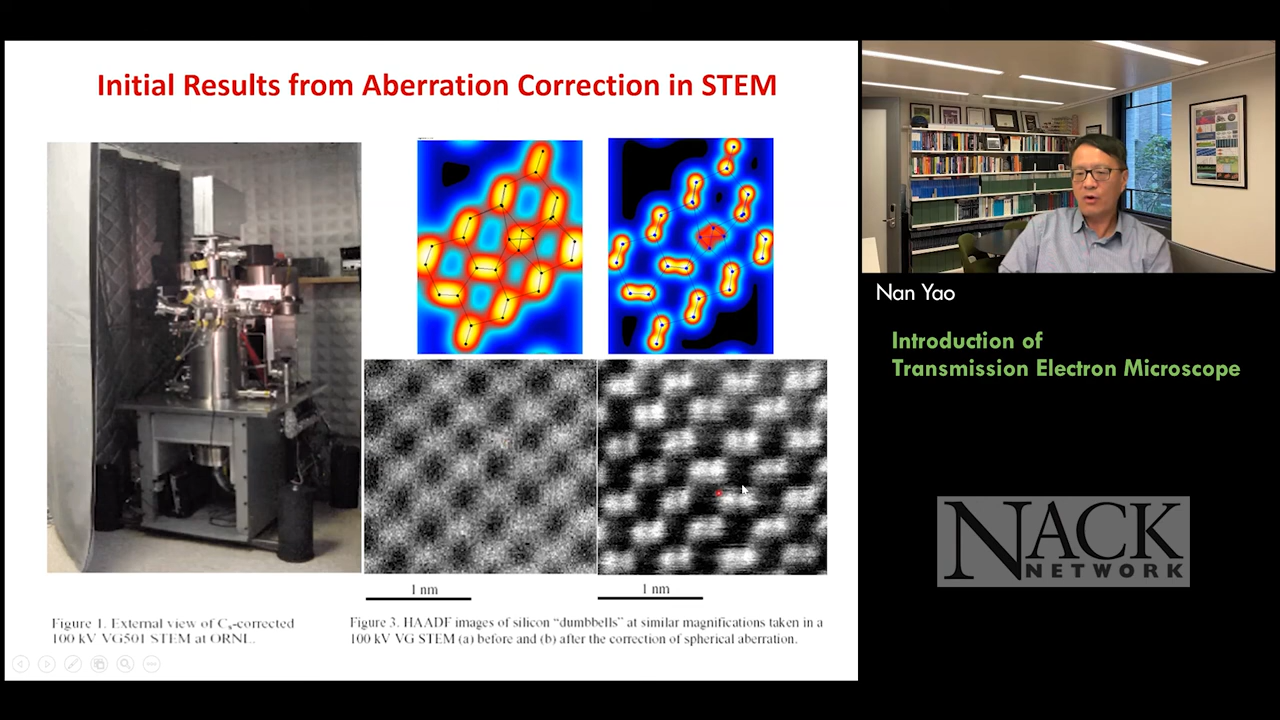 Initial Results from Aberration Correction in STEM
1 nm
1 nm
Figure 1. External view of Cs-corrected
100 kV VG501 STEM at ORNL.
Figure 3. HAADF images of silicon “dumbbells” at similar magnifications taken in a
100 kV VG STEM (a) before and (b) after the correction of spherical aberration.
Nan Yao
Introduction of
Transmission Electron Microscope
NACK
NETWORK